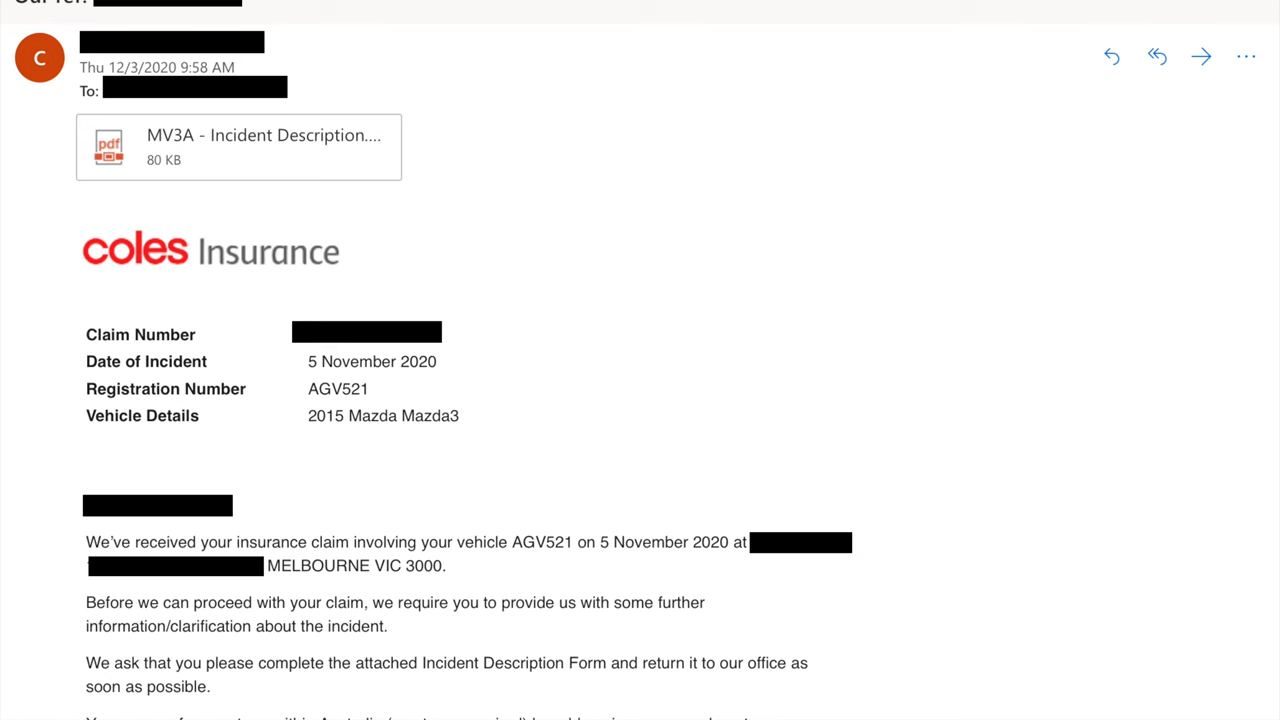 C
Thu 12/3/2020 9:58 AM
To:
pdf
MV3A - Incident Description....
80 KB
coles Insurance
Claim Number
Date of Incident 5 November 2020
Registration Number AGV521
Vehicle Details 2015 Mazda Mazda3
We've received your insurance claim involving your vehicle AGV521 on 5 November 2020 at
MELBOURNE VIC 3000.
Before we can proceed with your claim, we require you to provide us with some further
information/clarification about the incident.
We ask that you please complete the attached Incident Description Form and return it to our office as
soon as possible.